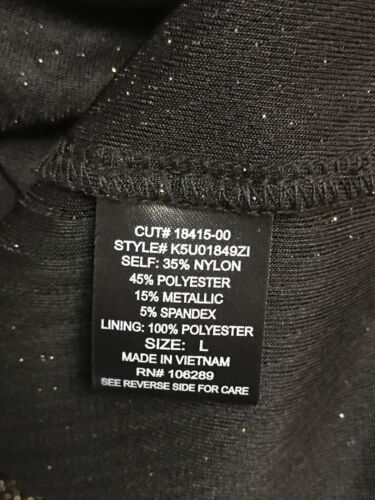 CUT# 18415-00
STYLE# K5U01849ZI
SELF: 35% NYLON
45% POLYESTER
15% METALLIC
5% SPANDEX
LINING: 100% POLYESTER
SIZE: L
MADE IN VIETNAM
RN# 106289
SEE REVERSE SIDE FOR CARE